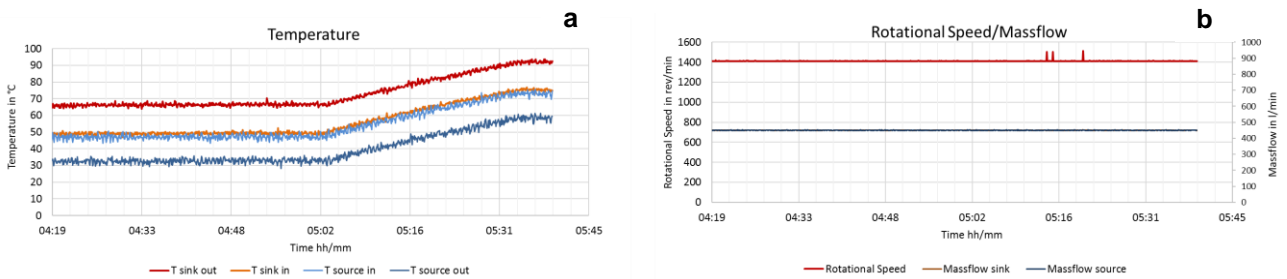 a
Temperature
Temperature in °C
100
90
80
70
60
50
40
30
20
10
0
04:19 04:33 04:48 05:02 05:16 05:31 05:45
Time hh/mm
T sink out T sink in T source in T source out
b
Rotational Speed/Massflow
Rotational Speed in rev/min
1600
1400
1200
1000
800
600
400
200
0
1000
900
800
700
600
500
400
300
200
100
0
Massflow in l/min
04:19 04:33 04:48 05:02 05:16 05:31 05:45
Time hh/mm
Rotational Speed Massflow sink Massflow source